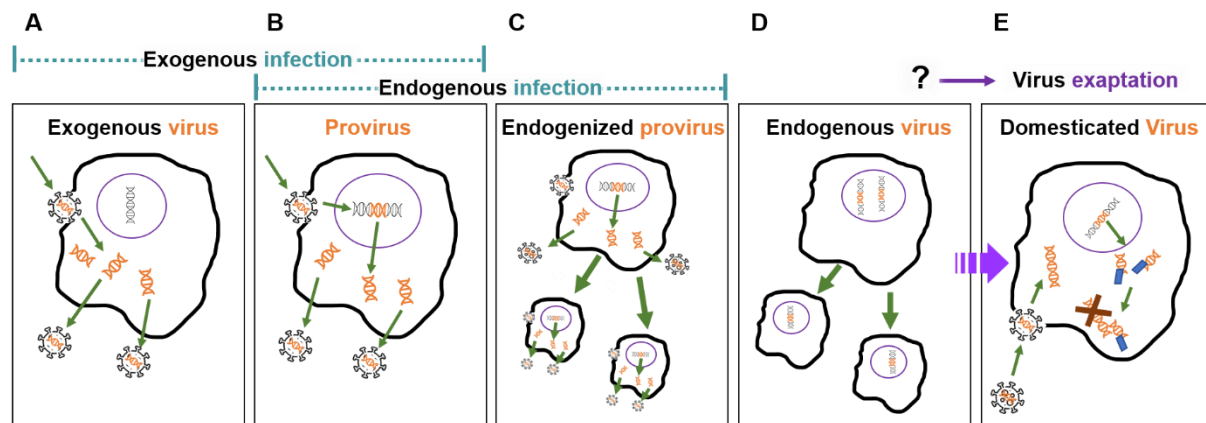 A B C D E
Exogenous infection
Endogenous infection
? Virus exaptation
Exogenous virus
Provirus
Endogenized provirus
Endogenous virus
Domesticated Virus